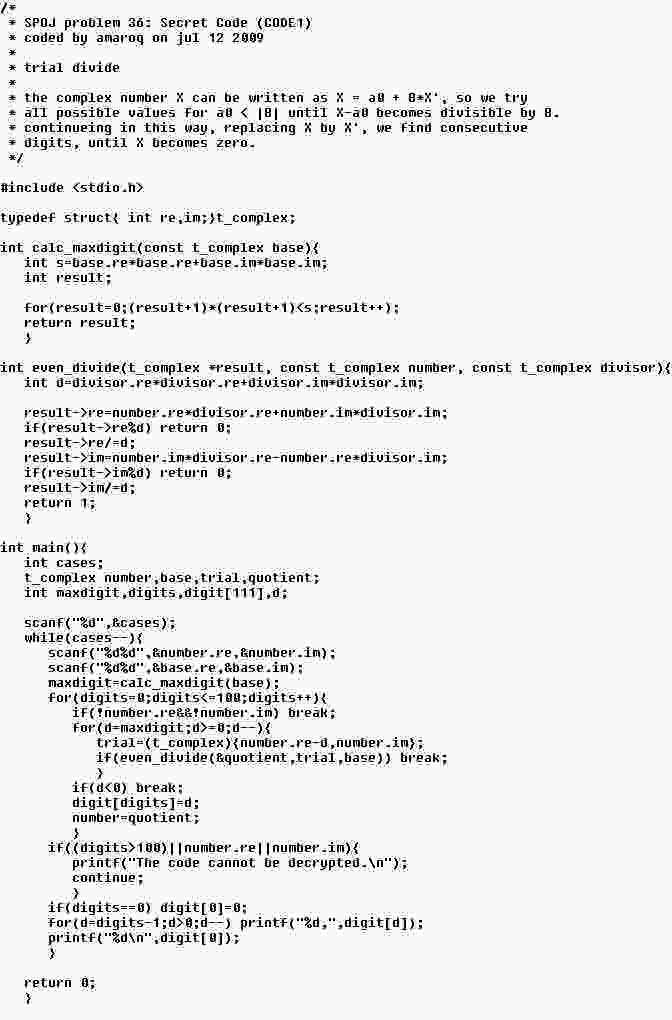 /*
 * SPOJ problem 36: Secret Code (CODE1)
 * coded by amaroq on jul 12 2009
 *
 * trial divide
 *
 * the complex number X can be written as X = a0 + B*X', so we try
 * all possible values for a0 < |B| until X-a0 becomes divisible by B.
 * continueing in this way, replacing X by X', we find consecutive
 * digits, until X becomes zero.
 */

#include <stdio.h>

typedef struct{ int re,im;}t_complex;

int calc_maxdigit(const t_complex base){
   int s=base.re*base.re+base.im*base.im;
   int result;

   for(result=0;(result+1)*(result+1)<s;result++);
   return result;
   }

int even_divide(t_complex *result, const t_complex number, const t_complex divisor){
   int d=divisor.re*divisor.re+divisor.im*divisor.im;

   result->re=number.re*divisor.re+number.im*divisor.im;
   if(result->re%d) return 0;
   result->re/=d;
   result->im=number.im*divisor.re-number.re*divisor.im;
   if(result->im%d) return 0;
   result->im/=d;
   return 1;
   }

int main(){
   int cases;
   t_complex number,base,trial,quotient;
   int maxdigit,digits,digit[111],d;

   scanf("%d",&cases);
   while(cases--){
      scanf("%d%d",&number.re,&number.im);
      scanf("%d%d",&base.re,&base.im);
      maxdigit=calc_maxdigit(base);
      for(digits=0;digits<=100;digits++){
         if(!number.re&&!number.im) break;
         for(d=maxdigit;d>=0;d--){
            trial=(t_complex){number.re-d,number.im};
            if(even_divide(&quotient,trial,base)) break;
            }
         if(d<0) break;
         digit[digits]=d;
         number=quotient;
         }
      if((digits>100)||number.re||number.im){
         printf("The code cannot be decrypted.\n");
         continue;
         }
      if(digits==0) digit[0]=0;
      for(d=digits-1;d>0;d--) printf("%d,",digit[d]);
      printf("%d\n",digit[0]);
      }

   return 0;
   }